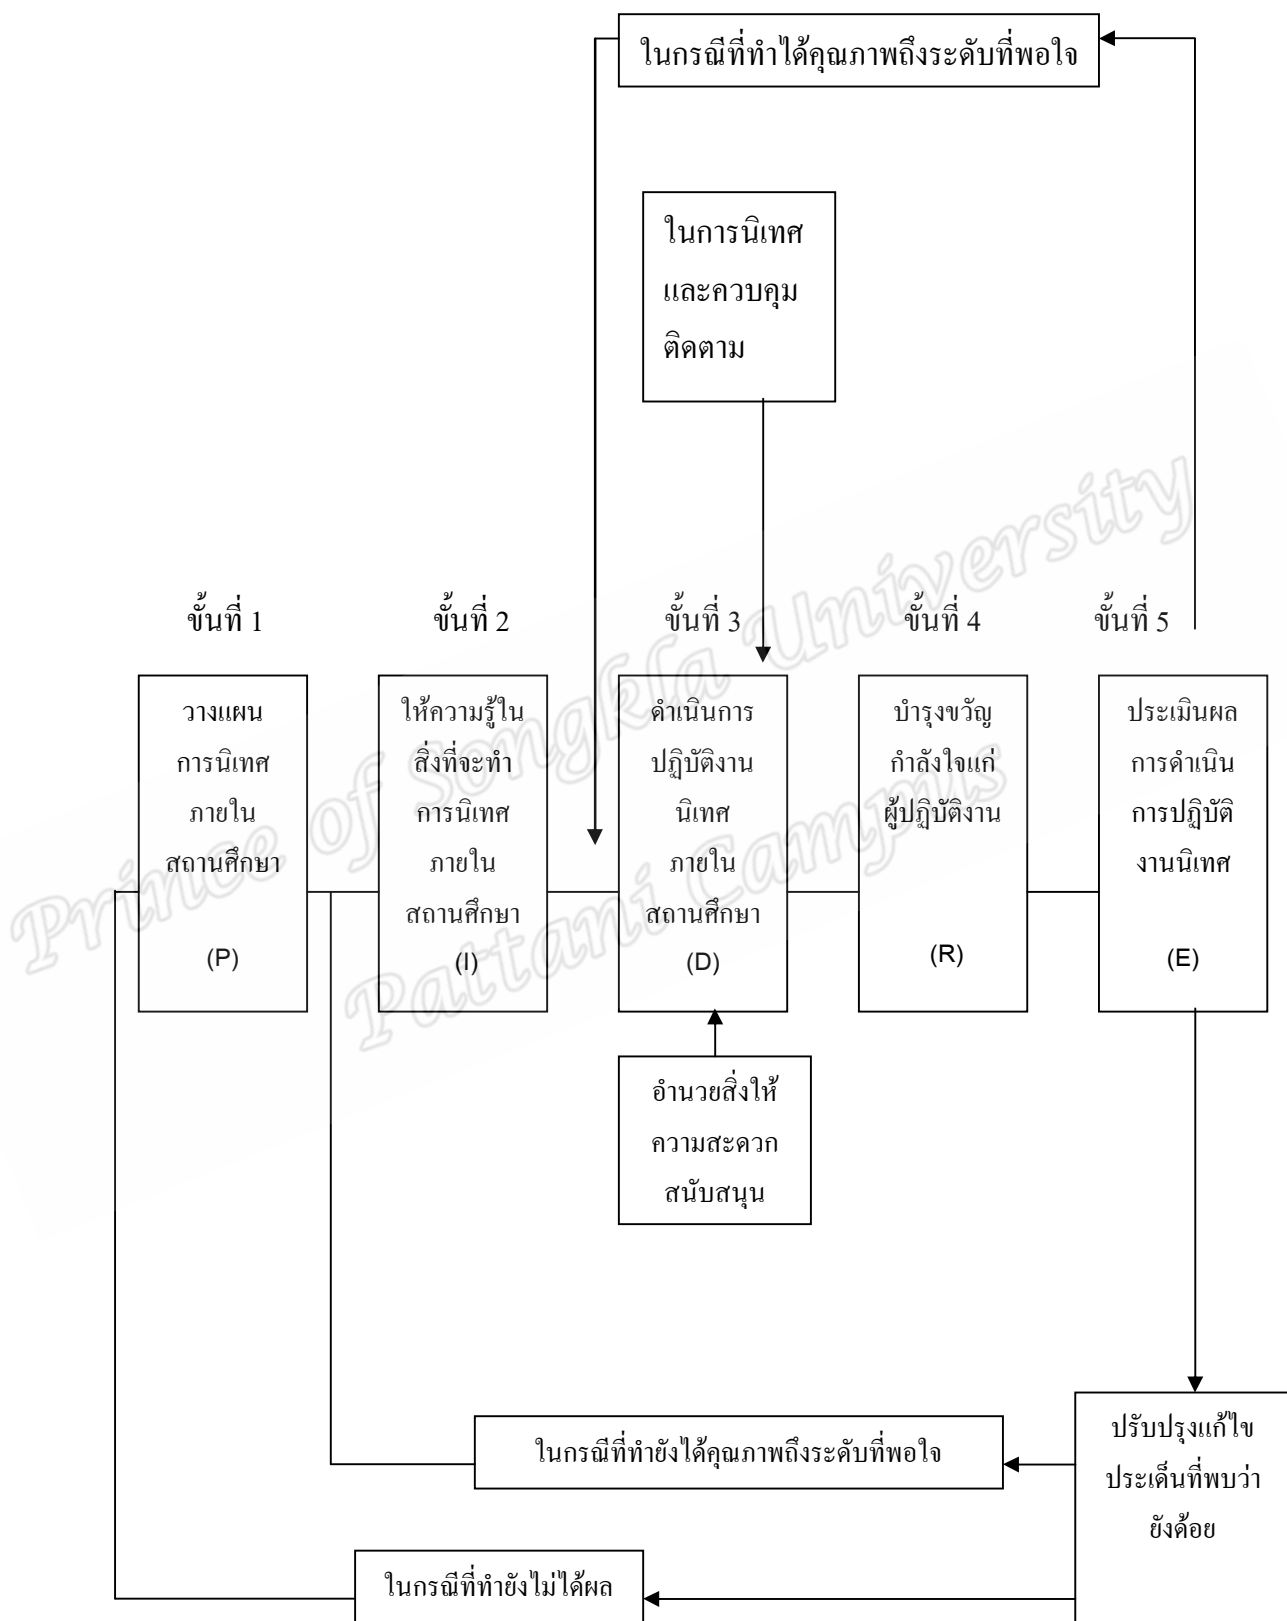 ในกรณีที่ทำได้คุณภาพถึงระดับที่พอใจ
ในการนิเทศ
และควบคุม
ติดตาม
ขั้นที่ 1
ขั้นที่ 2
ขั้นที่ 3
ขั้นที่ 4
ขั้นที่ 5
วางแผน
การนิเทศ
ภายใน
สถานศึกษา
(P)
ให้ความรู้ใน
สิ่งที่จะทำ
การนิเทศ
ภายใน
สถานศึกษา
(I)
ดำเนินการ
ปฏิบัติงาน
นิเทศ
ภายใน
สถานศึกษา
(D)
บำรุงขวัญ
กำลังใจแก่
ผู้ปฏิบัติงาน
(R)
ประเมินผล
การดำเนิน
การปฏิบัติ
งานนิเทศ
(E)
อำนวยสิ่งให้
ความสะดวก
สนับสนุน
ปรับปรุงแก้ไข
ประเด็นที่พบว่า
ยังด้อย
ในกรณีที่ทำยังได้คุณภาพถึงระดับที่พอใจ
ในกรณีที่ทำยังไม่ได้ผล
Prince of Songkla University
Pattani Campus